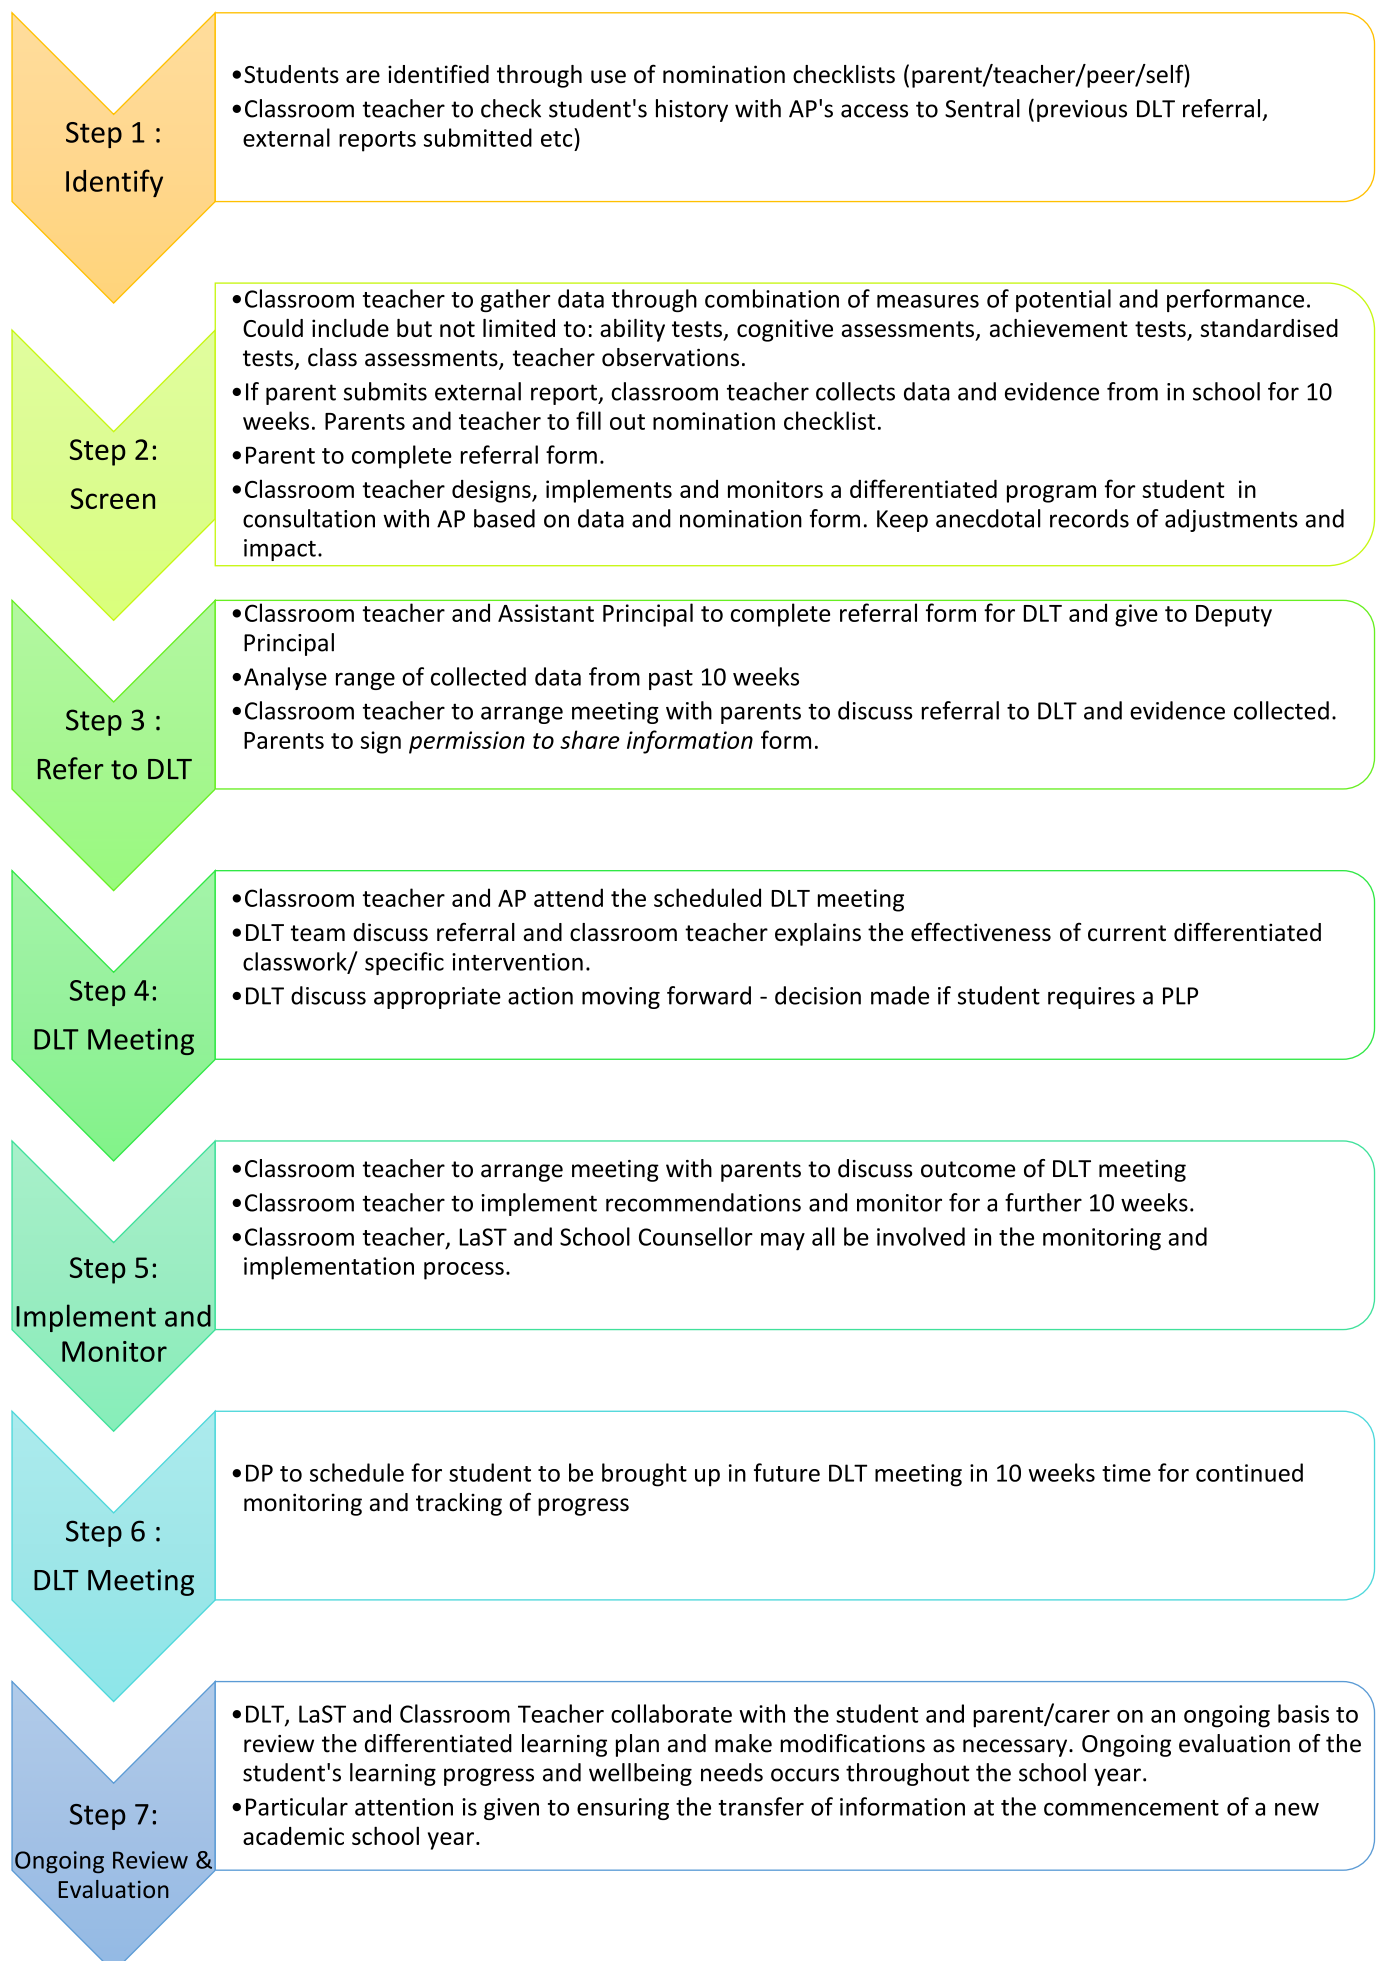 Step 1 :
Identify
•Students are identified through use of nomination checklists (parent/teacher/peer/self)
•Classroom teacher to check student's history with AP's access to Sentral (previous DLT referral,
external reports submitted etc)
Step 2:
Screen
•Classroom teacher to gather data through combination of measures of potential and performance.
Could include but not limited to: ability tests, cognitive assessments, achievement tests, standardised
tests, class assessments, teacher observations.
•If parent submits external report, classroom teacher collects data and evidence from in school for 10
weeks. Parents and teacher to fill out nomination checklist.
•Parent to complete referral form.
•Classroom teacher designs, implements and monitors a differentiated program for student  in
consultation with AP based on data and nomination form. Keep anecdotal records of adjustments and
impact.
Step 3 :
Refer to DLT
•Classroom teacher and Assistant Principal to complete referral form for DLT and give to Deputy
Principal
•Analyse range of collected data from past 10 weeks
•Classroom teacher to arrange meeting with parents to discuss referral to DLT and evidence collected.
Parents to sign permission to share information form.
Step 4:
DLT Meeting
•Classroom teacher and AP attend the scheduled DLT meeting
•DLT team discuss referral and classroom teacher explains the effectiveness of current differentiated
classwork/ specific intervention.
•DLT discuss appropriate action moving forward - decision made if student requires a PLP
Step 5:
Implement and
Monitor
•Classroom teacher to arrange meeting with parents to discuss outcome of DLT meeting
•Classroom teacher to implement recommendations and monitor for a further 10 weeks.
•Classroom teacher, LaST and School Counsellor may all be involved in the monitoring and
implementation process.
Step 6 :
DLT Meeting
•DP to schedule for student to be brought up in future DLT meeting in 10 weeks time for continued
monitoring and tracking of progress
Step 7:
Ongoing Review &
Evaluation
•DLT, LaST and Classroom Teacher collaborate with the student and parent/carer on an ongoing basis to
review the differentiated learning plan and make modifications as necessary. Ongoing evaluation of the
student's learning progress and wellbeing needs occurs throughout the school year.
•Particular attention is given to ensuring the transfer of information at the commencement of a new
academic school year.